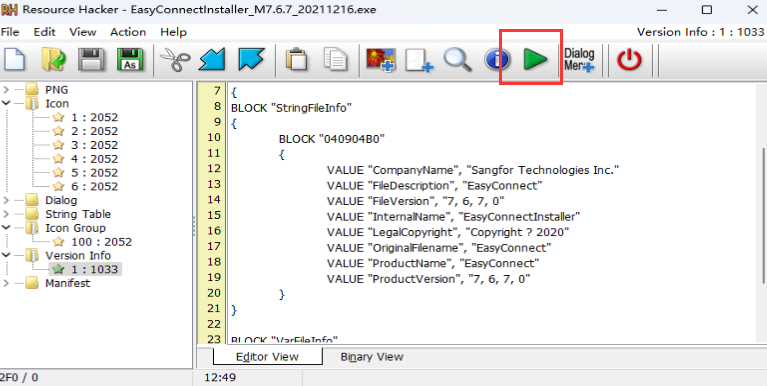 Resource Hacker - EasyConnectInstaller_M7.6.7_20211216.exe
File Edit View Action Help Version Info : 1 : 1033
As Dialog Menu
PNG
Icon
1 : 2052
2 : 2052
3 : 2052
4 : 2052
5 : 2052
6 : 2052
Dialog
String Table
Icon Group
100 : 2052
Version Info
1 : 1033
Manifest
7 {
8 BLOCK "StringFileInfo"
9 {
10 BLOCK "040904B0"
11 {
12 VALUE "CompanyName", "Sangfor Technologies Inc."
13 VALUE "FileDescription", "EasyConnect"
14 VALUE "FileVersion", "7, 6, 7, 0"
15 VALUE "InternalName", "EasyConnectInstaller"
16 VALUE "LegalCopyright", "Copyright ? 2020"
17 VALUE "OriginalFilename", "EasyConnect"
18 VALUE "ProductName", "EasyConnect"
19 VALUE "ProductVersion", "7, 6, 7, 0"
20 }
21 }
22
23 BLOCK "VarFileInfo"
Editor View Binary View
2F0 / 0 12:49